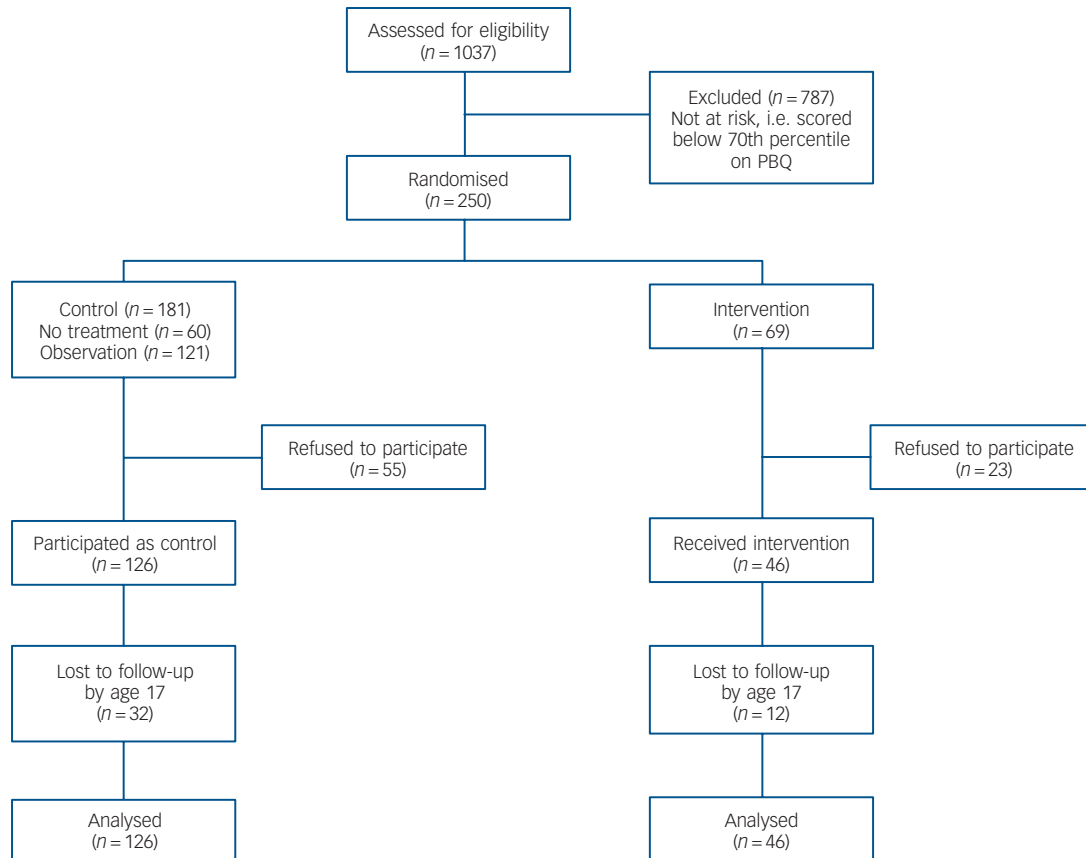 Assessed for eligibility
(n = 1037)
Excluded (n = 787)
Not at risk, i.e. scored
below 70th percentile
on PBQ
Randomised
(n = 250)
Control (n = 181)
No treatment (n = 60)
Observation (n = 121)
Intervention
(n = 69)
Refused to participate
(n = 55)
Refused to participate
(n = 23)
Participated as control
(n = 126)
Received intervention
(n = 46)
Lost to follow-up
by age 17
(n = 32)
Lost to follow-up
by age 17
(n = 12)
Analysed
(n = 126)
Analysed
(n = 46)